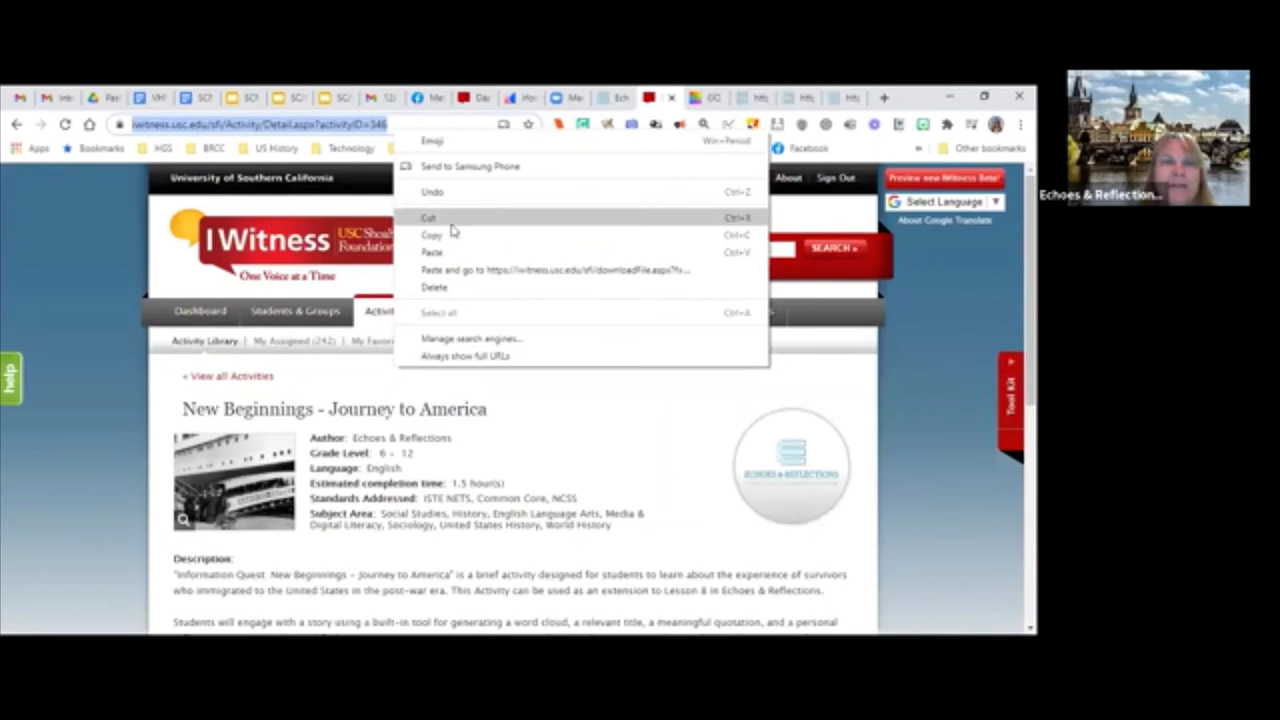 iwitness.usc.edu/sfi/Activity/Detail.aspx?activityID=346
Apps Bookmarks HGS BRCC US History Technology Facebook » Other bookmarks
Emoji Win+Period
Send to Samsung Phone
Undo Ctrl+Z
Cut Ctrl+X
Copy Ctrl+C
Paste Ctrl+V
Paste and go to https://iwitness.usc.edu/sfi/downloadFile.aspx?f=...
Delete
Select all Ctrl+A
Manage search engines...
Always show full URLs
Echoes & Reflection...
University of Southern California About Sign Out
Preview new IWitness Beta!
G Select Language ▼
About Google Translate
IWitness USC Shoah Foundation
One Voice at a Time
SEARCH »
Dashboard Students & Groups
Activity Library | My Assigned (242) |
help
Tool Kit
« View all Activities
New Beginnings - Journey to America
Author: Echoes & Reflections
Grade Level: 6 - 12
Language: English
Estimated completion time: 1.5 hour(s)
Standards Addressed: ISTE NETS, Common Core, NCSS
Subject Area: Social Studies, History, English Language Arts, Media &
Digital Literacy, Sociology, United States History, World History
ECHOES & REFLECTIONS
Description:
"Information Quest: New Beginnings - Journey to America" is a brief activity designed for students to learn about the experience of survivors
who immigrated to the United States in the post-war era. This Activity can be used as an extension to Lesson 8 in Echoes & Reflections.
Students will engage with a story using a built-in tool for generating a word cloud, a relevant title, a meaningful quotation, and a personal